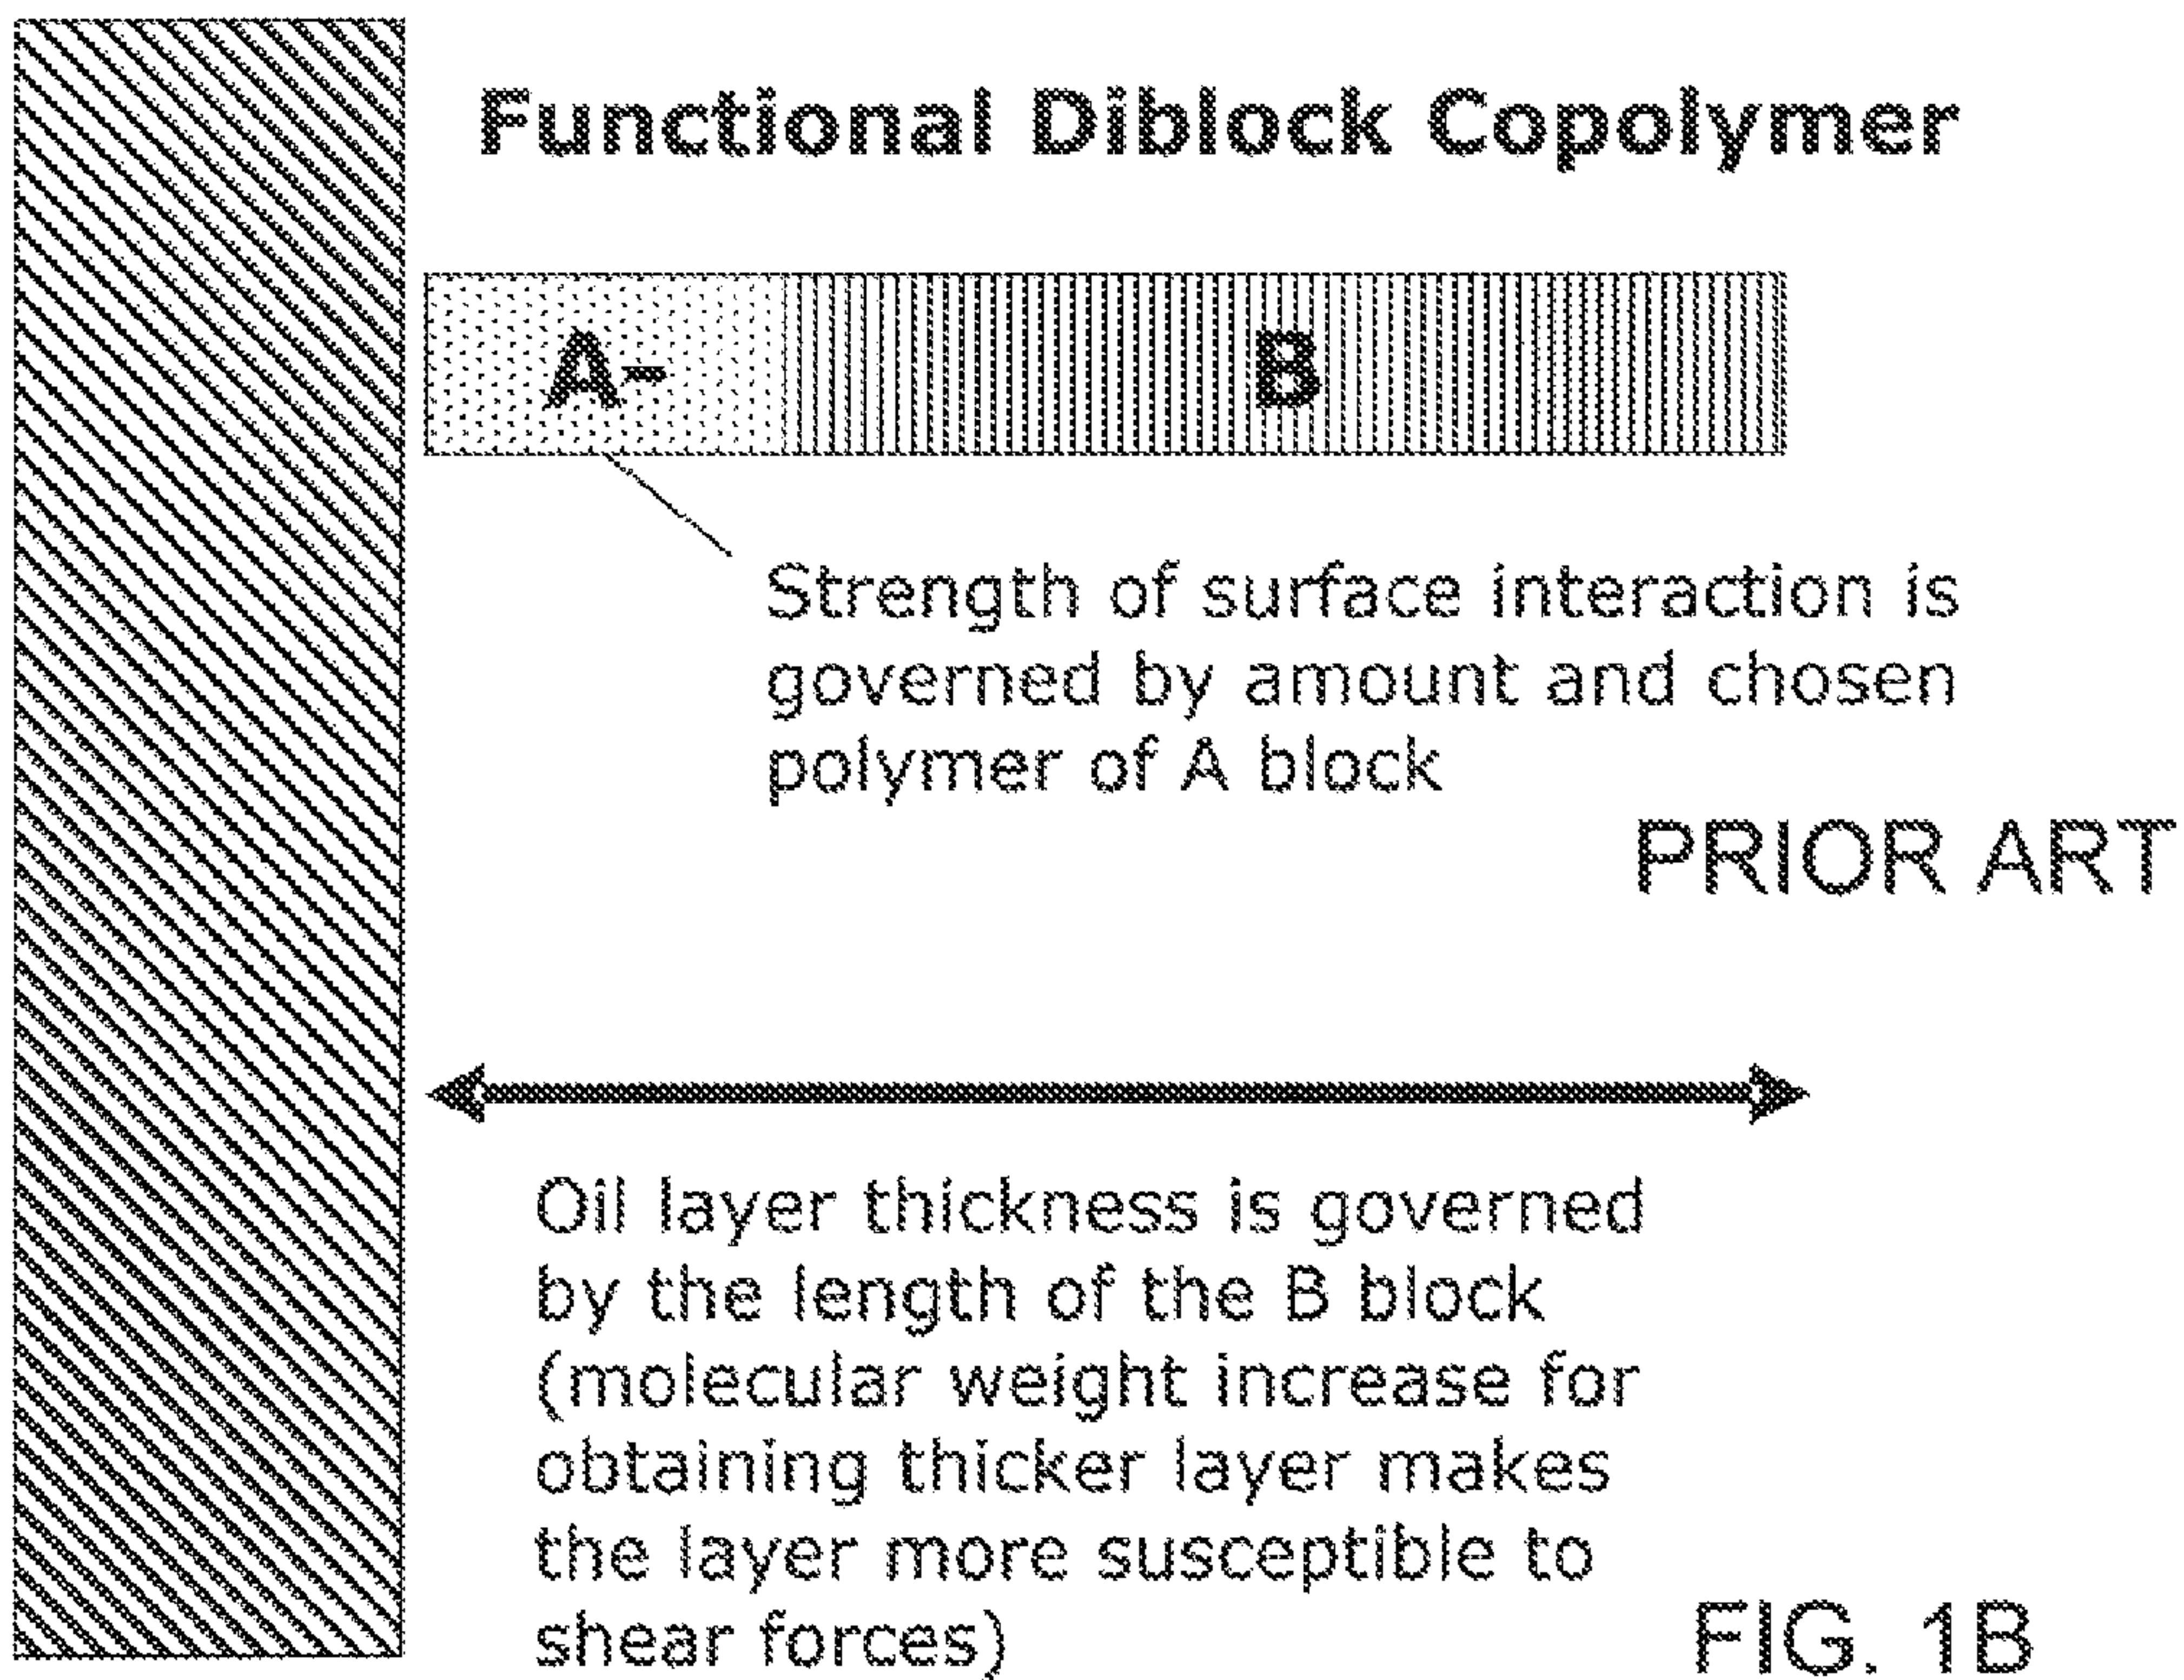 Functional Diblock Copolymer
A-
B
Strength of surface interaction is
governed by amount and chosen
polymer of A block
PRIOR ART
Oil layer thickness is governed
by the length of the B block
(molecular weight increase for
obtaining thicker layer makes
the layer more susceptible to
shear forces)
FIG. 1B